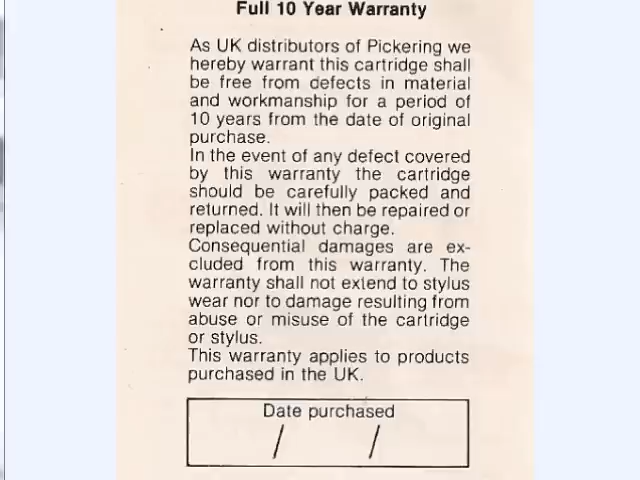 Full 10 Year Warranty
As UK distributors of Pickering we
hereby warrant this cartridge shall
be free from defects in material
and workmanship for a period of
10 years from the date of original
purchase.
In the event of any defect covered
by this warranty the cartridge
should be carefully packed and
returned. It will then be repaired or
replaced without charge.
Consequential damages are ex-
cluded from this warranty. The
warranty shall not extend to stylus
wear nor to damage resulting from
abuse or misuse of the cartridge
or stylus.
This warranty applies to products
purchased in the UK.
Date purchased
/ /